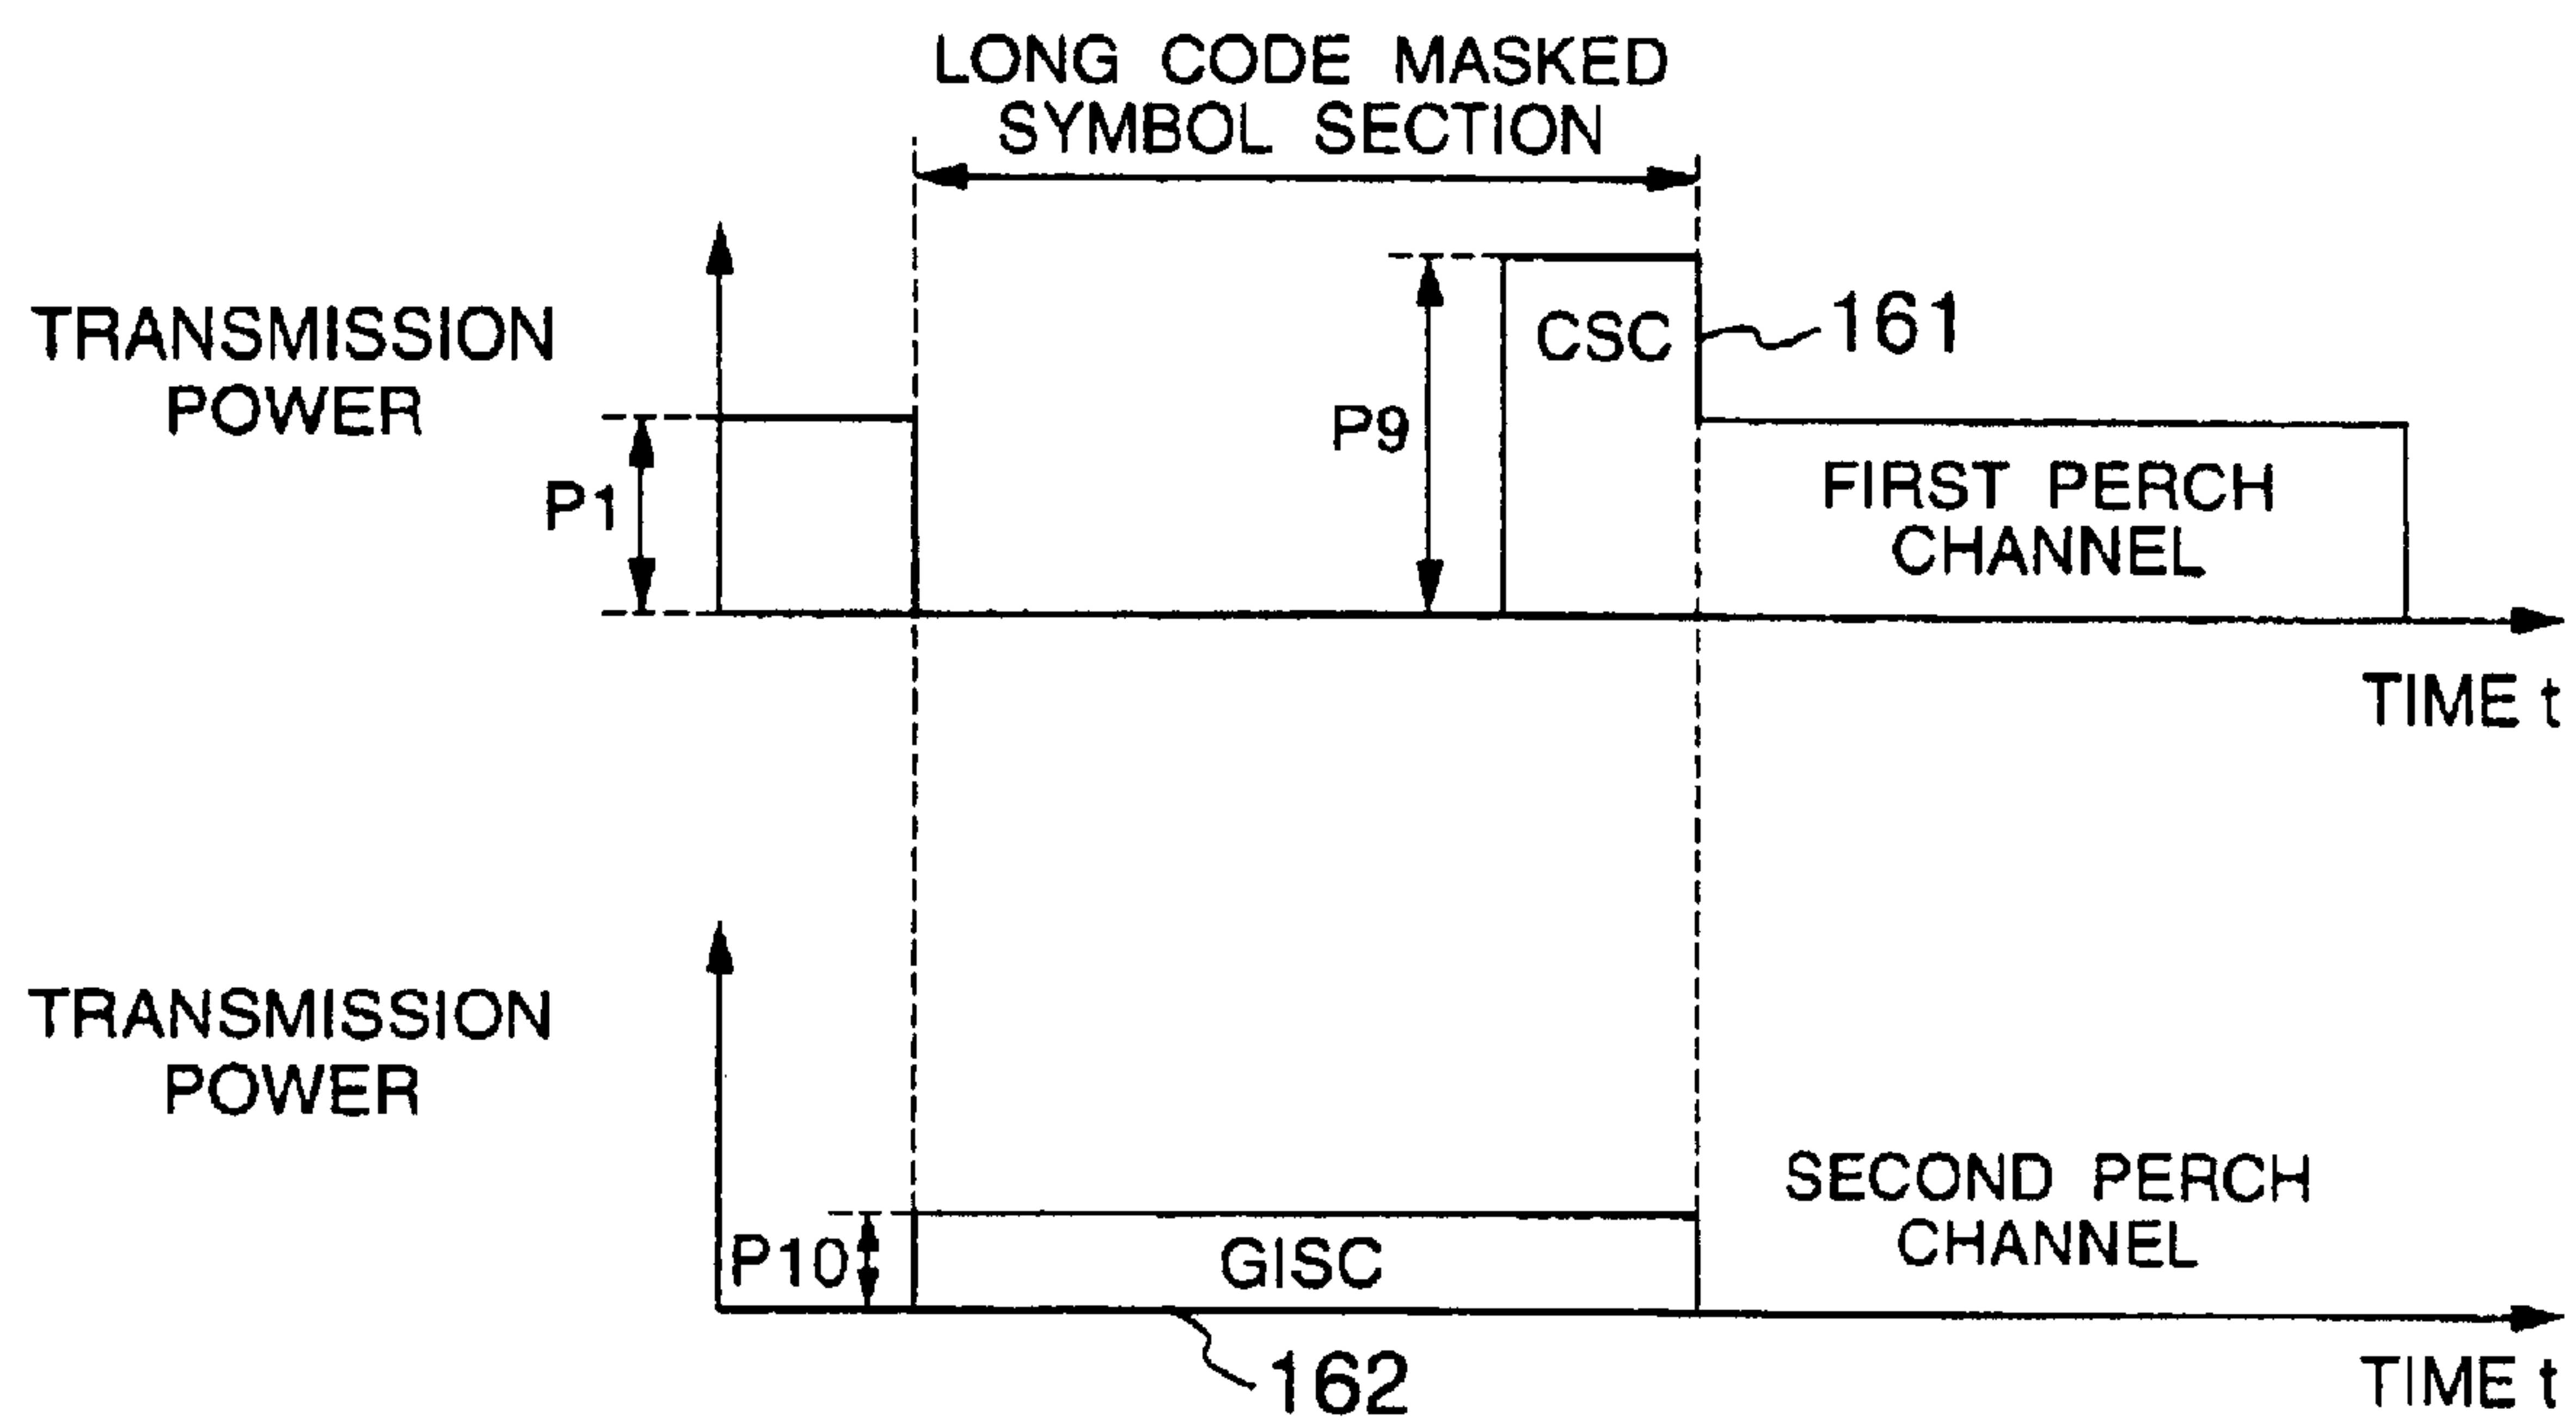 LONG CODE MASKED
SYMBOL SECTION
TRANSMISSION
POWER
P1
P9
CSC
161
FIRST PERCH
CHANNEL
TIME t
TRANSMISSION
POWER
P10
GISC
SECOND PERCH
CHANNEL
162
TIME t